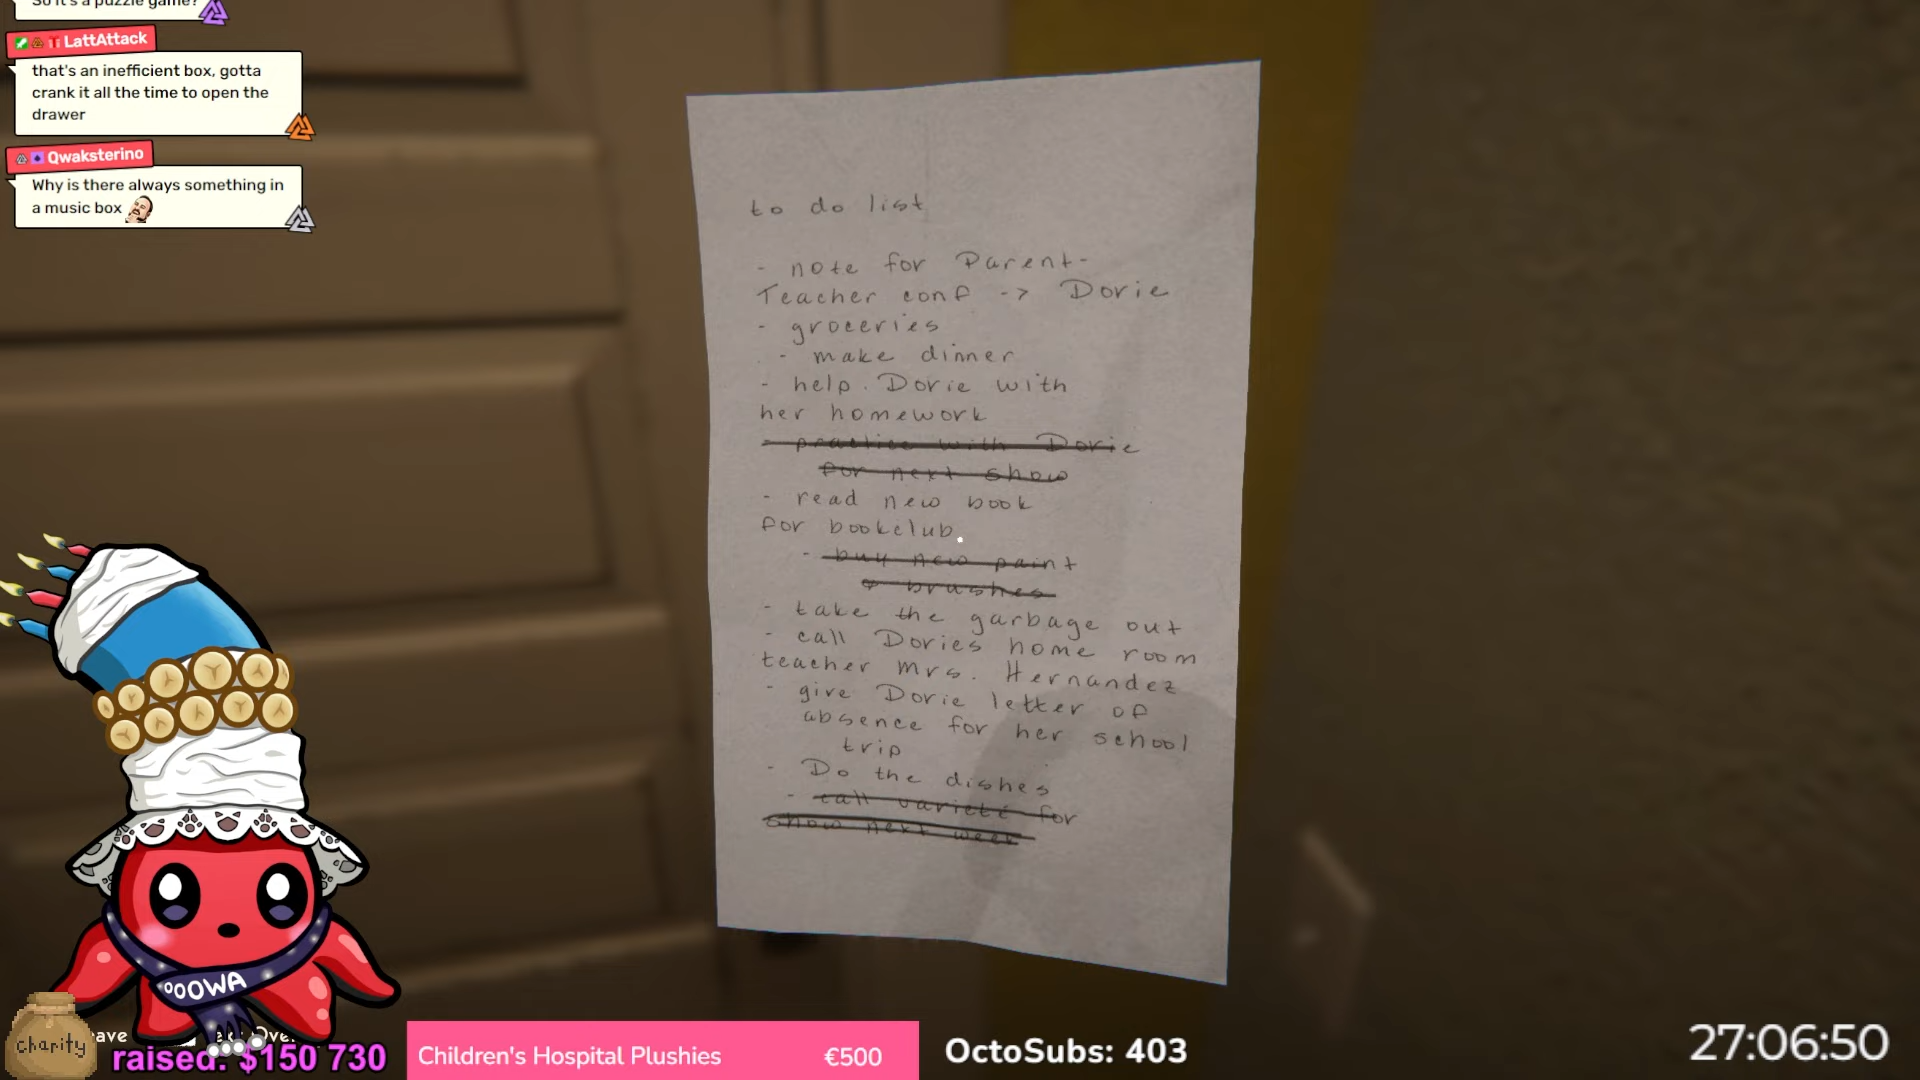 So it's a puzzle game?
LattAttack
that's an inefficient box, gotta
crank it all the time to open the
drawer
Qwaksterino
Why is there always something in
a music box
to do list
- note for Parent-
Teacher conf -> Dorie
- groceries
- make dinner
- help Dorie with
her homework
- practice with Dorie
for next show
- read new book
for bookclub
- buy new paint
& brushes
- take the garbage out
- call Dories home room
teacher Mrs. Hernandez
- give Dorie letter of
absence for her school
trip
- Do the dishes
- call varieté for
show next week
OOWA
charity
raised: $150 730
Children's Hospital Plushies €500
OctoSubs: 403
27:06:50